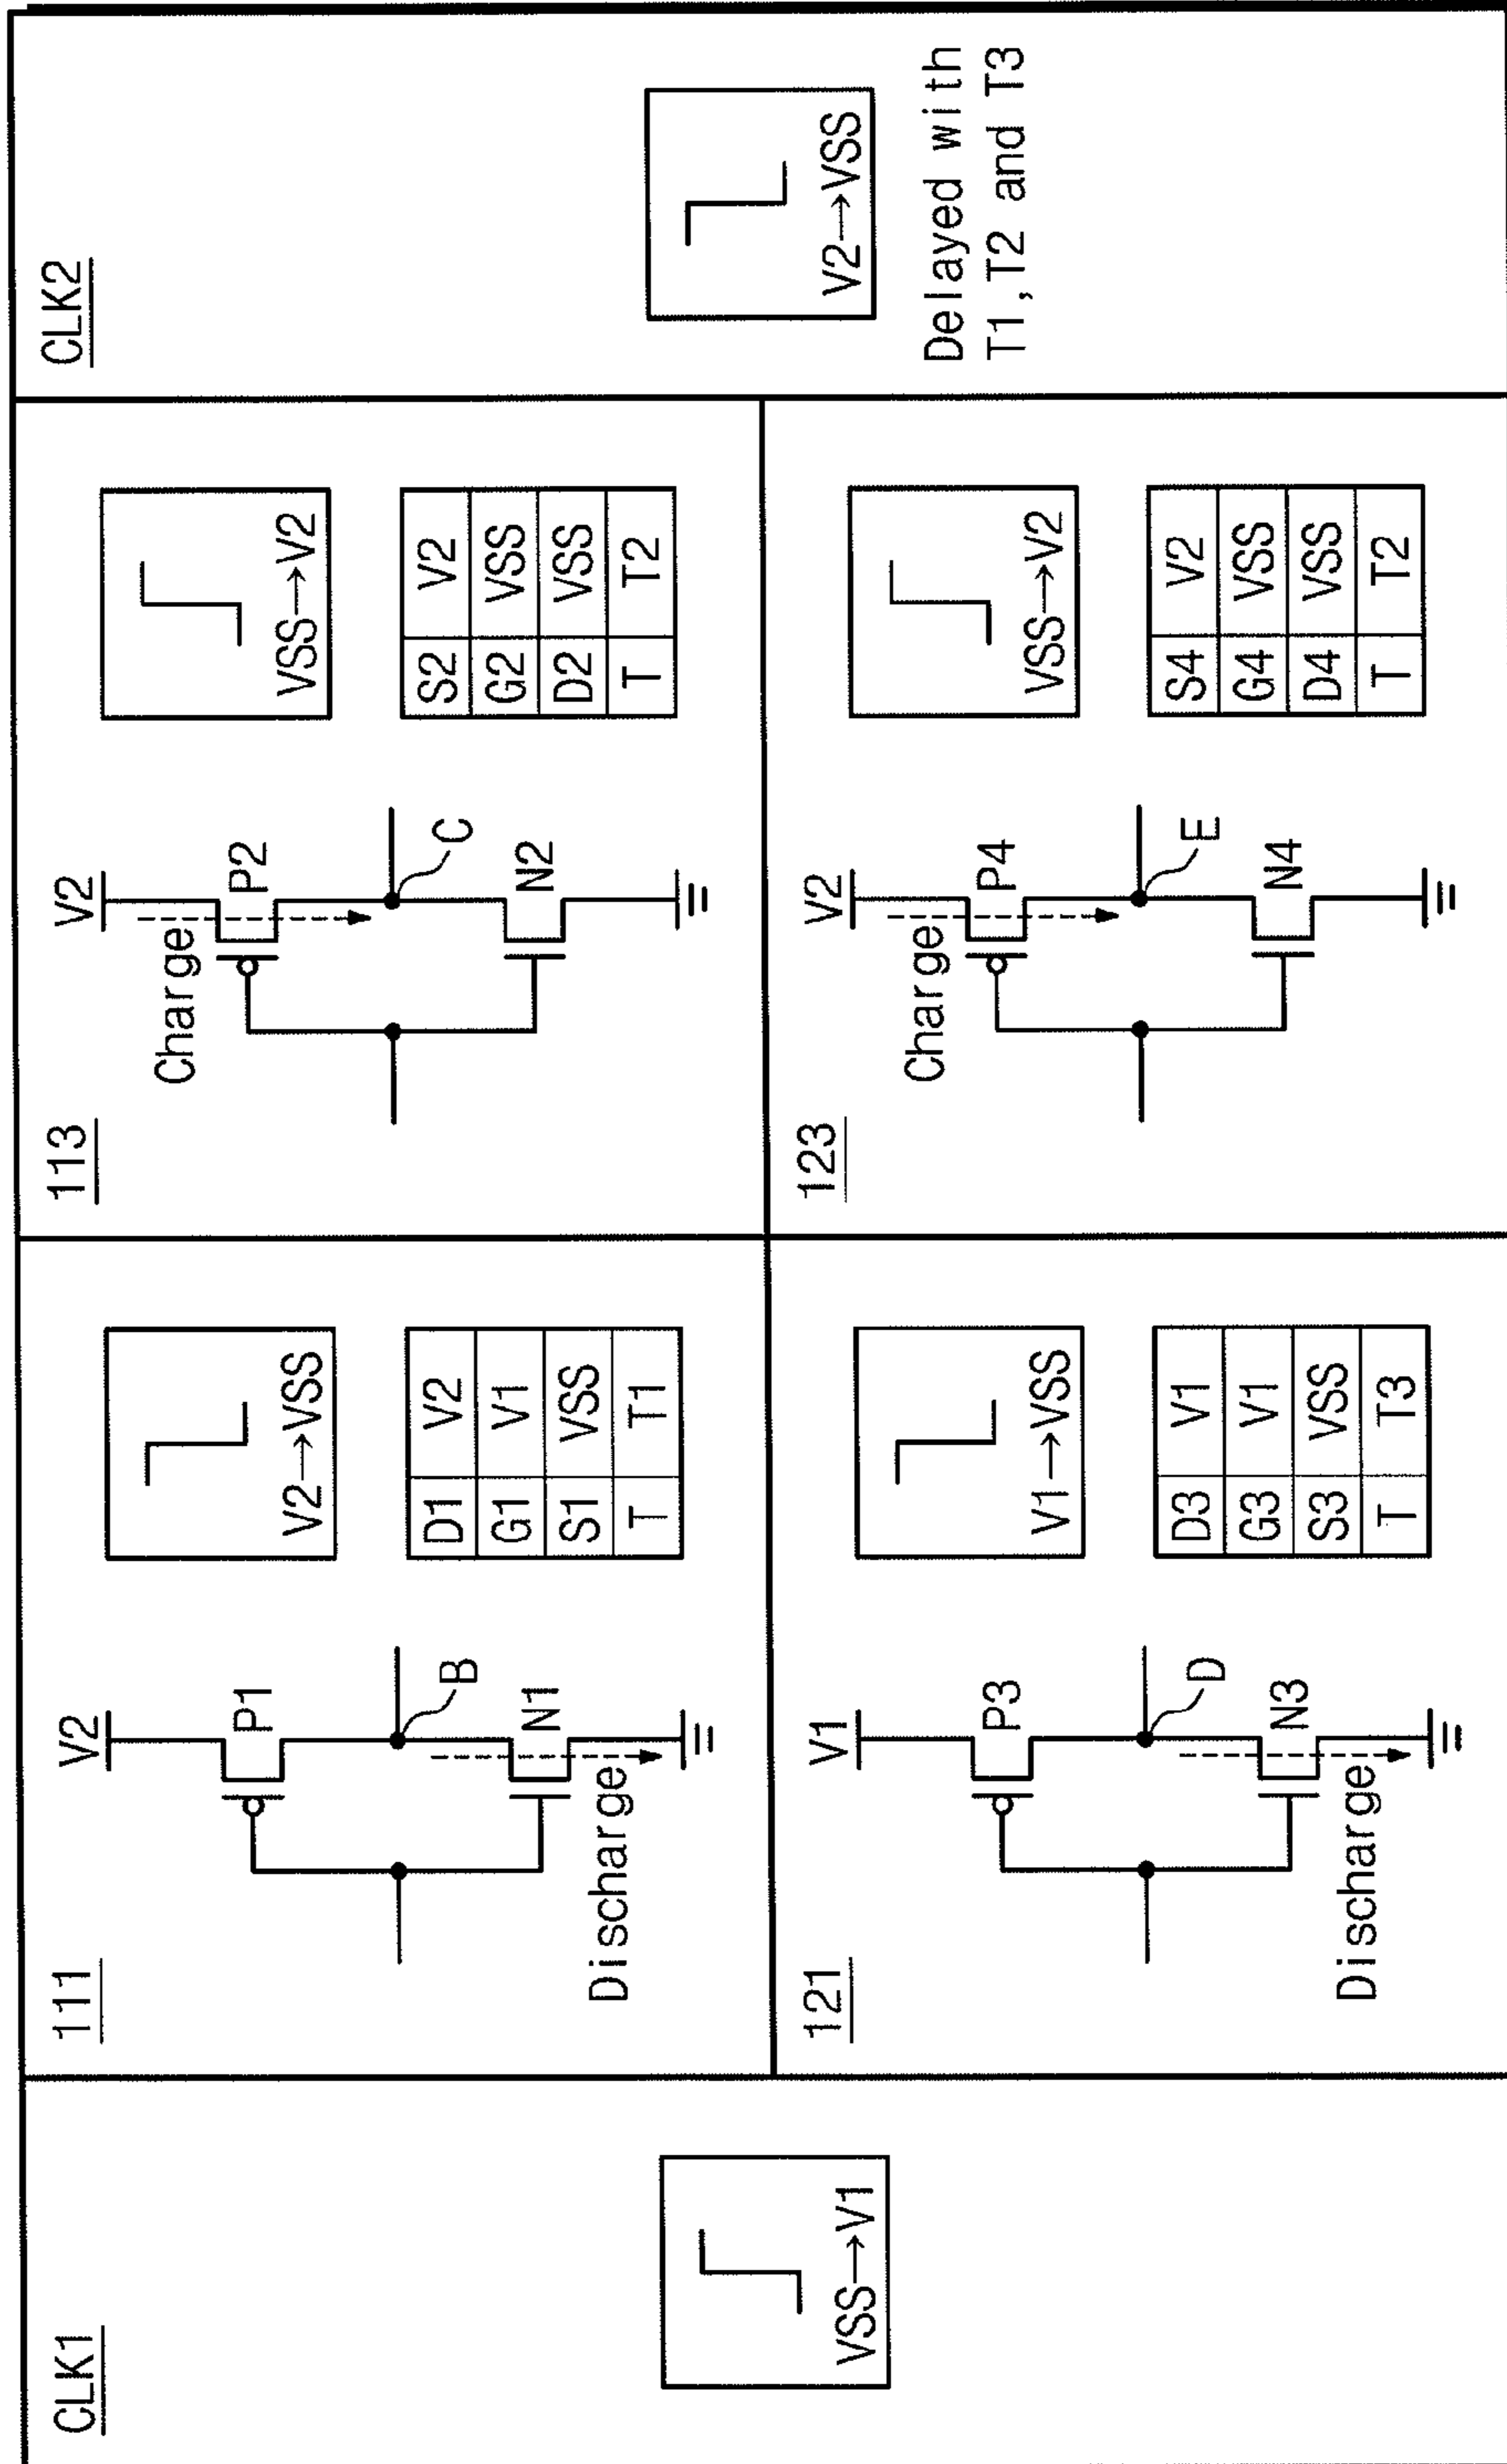 CLK1
VSS→V1
111
V2
P1
B
N1
Discharge
V2→VSS
D1 V2
G1 V1
S1 VSS
T T1
113
V2
Charge
P2
C
N2
VSS→V2
S2 V2
G2 VSS
D2 VSS
T T2
121
V1
P3
D
N3
Discharge
V1→VSS
D3 V1
G3 V1
S3 VSS
T T3
123
V2
Charge
P4
E
N4
VSS→V2
S4 V2
G4 VSS
D4 VSS
T T2
CLK2
V2→VSS
Delayed with
T1,T2 and T3